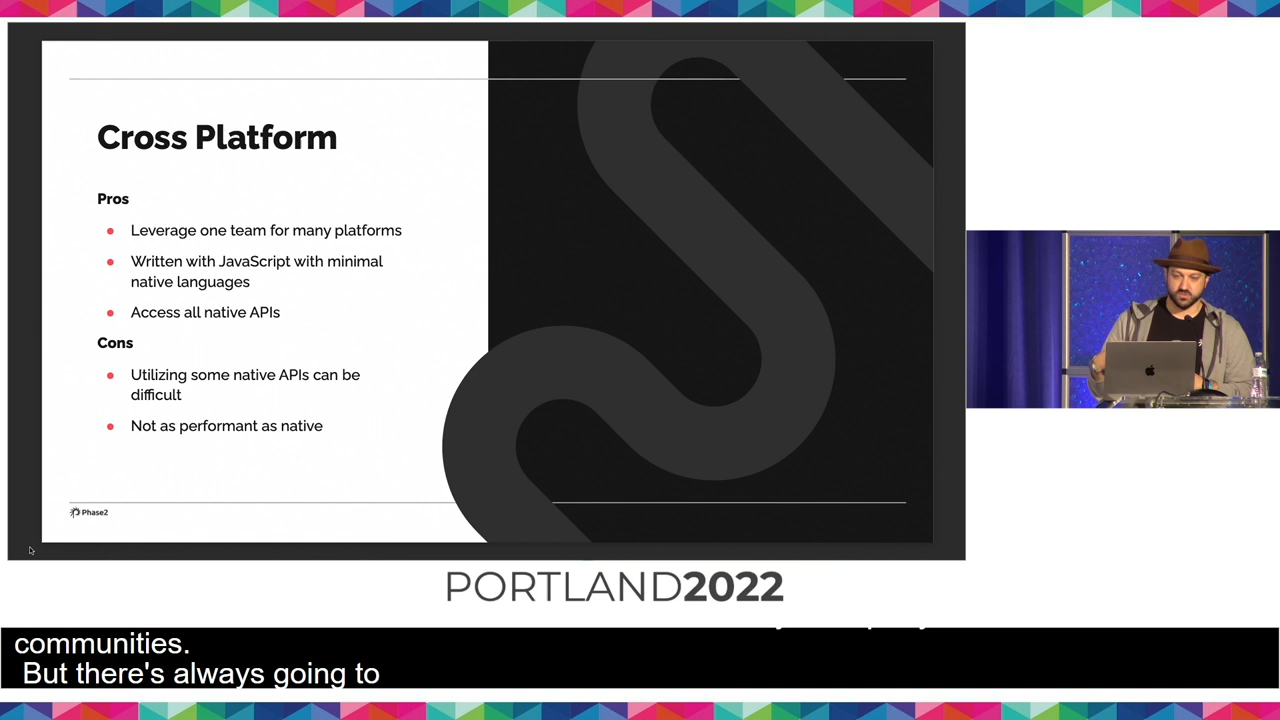 Cross Platform
Pros
Leverage one team for many platforms
Written with JavaScript with minimal
native languages
Access all native APIs
Cons
Utilizing some native APIs can be
difficult
Not as performant as native
Phase2
PORTLAND2022
communities.
But there's always going to